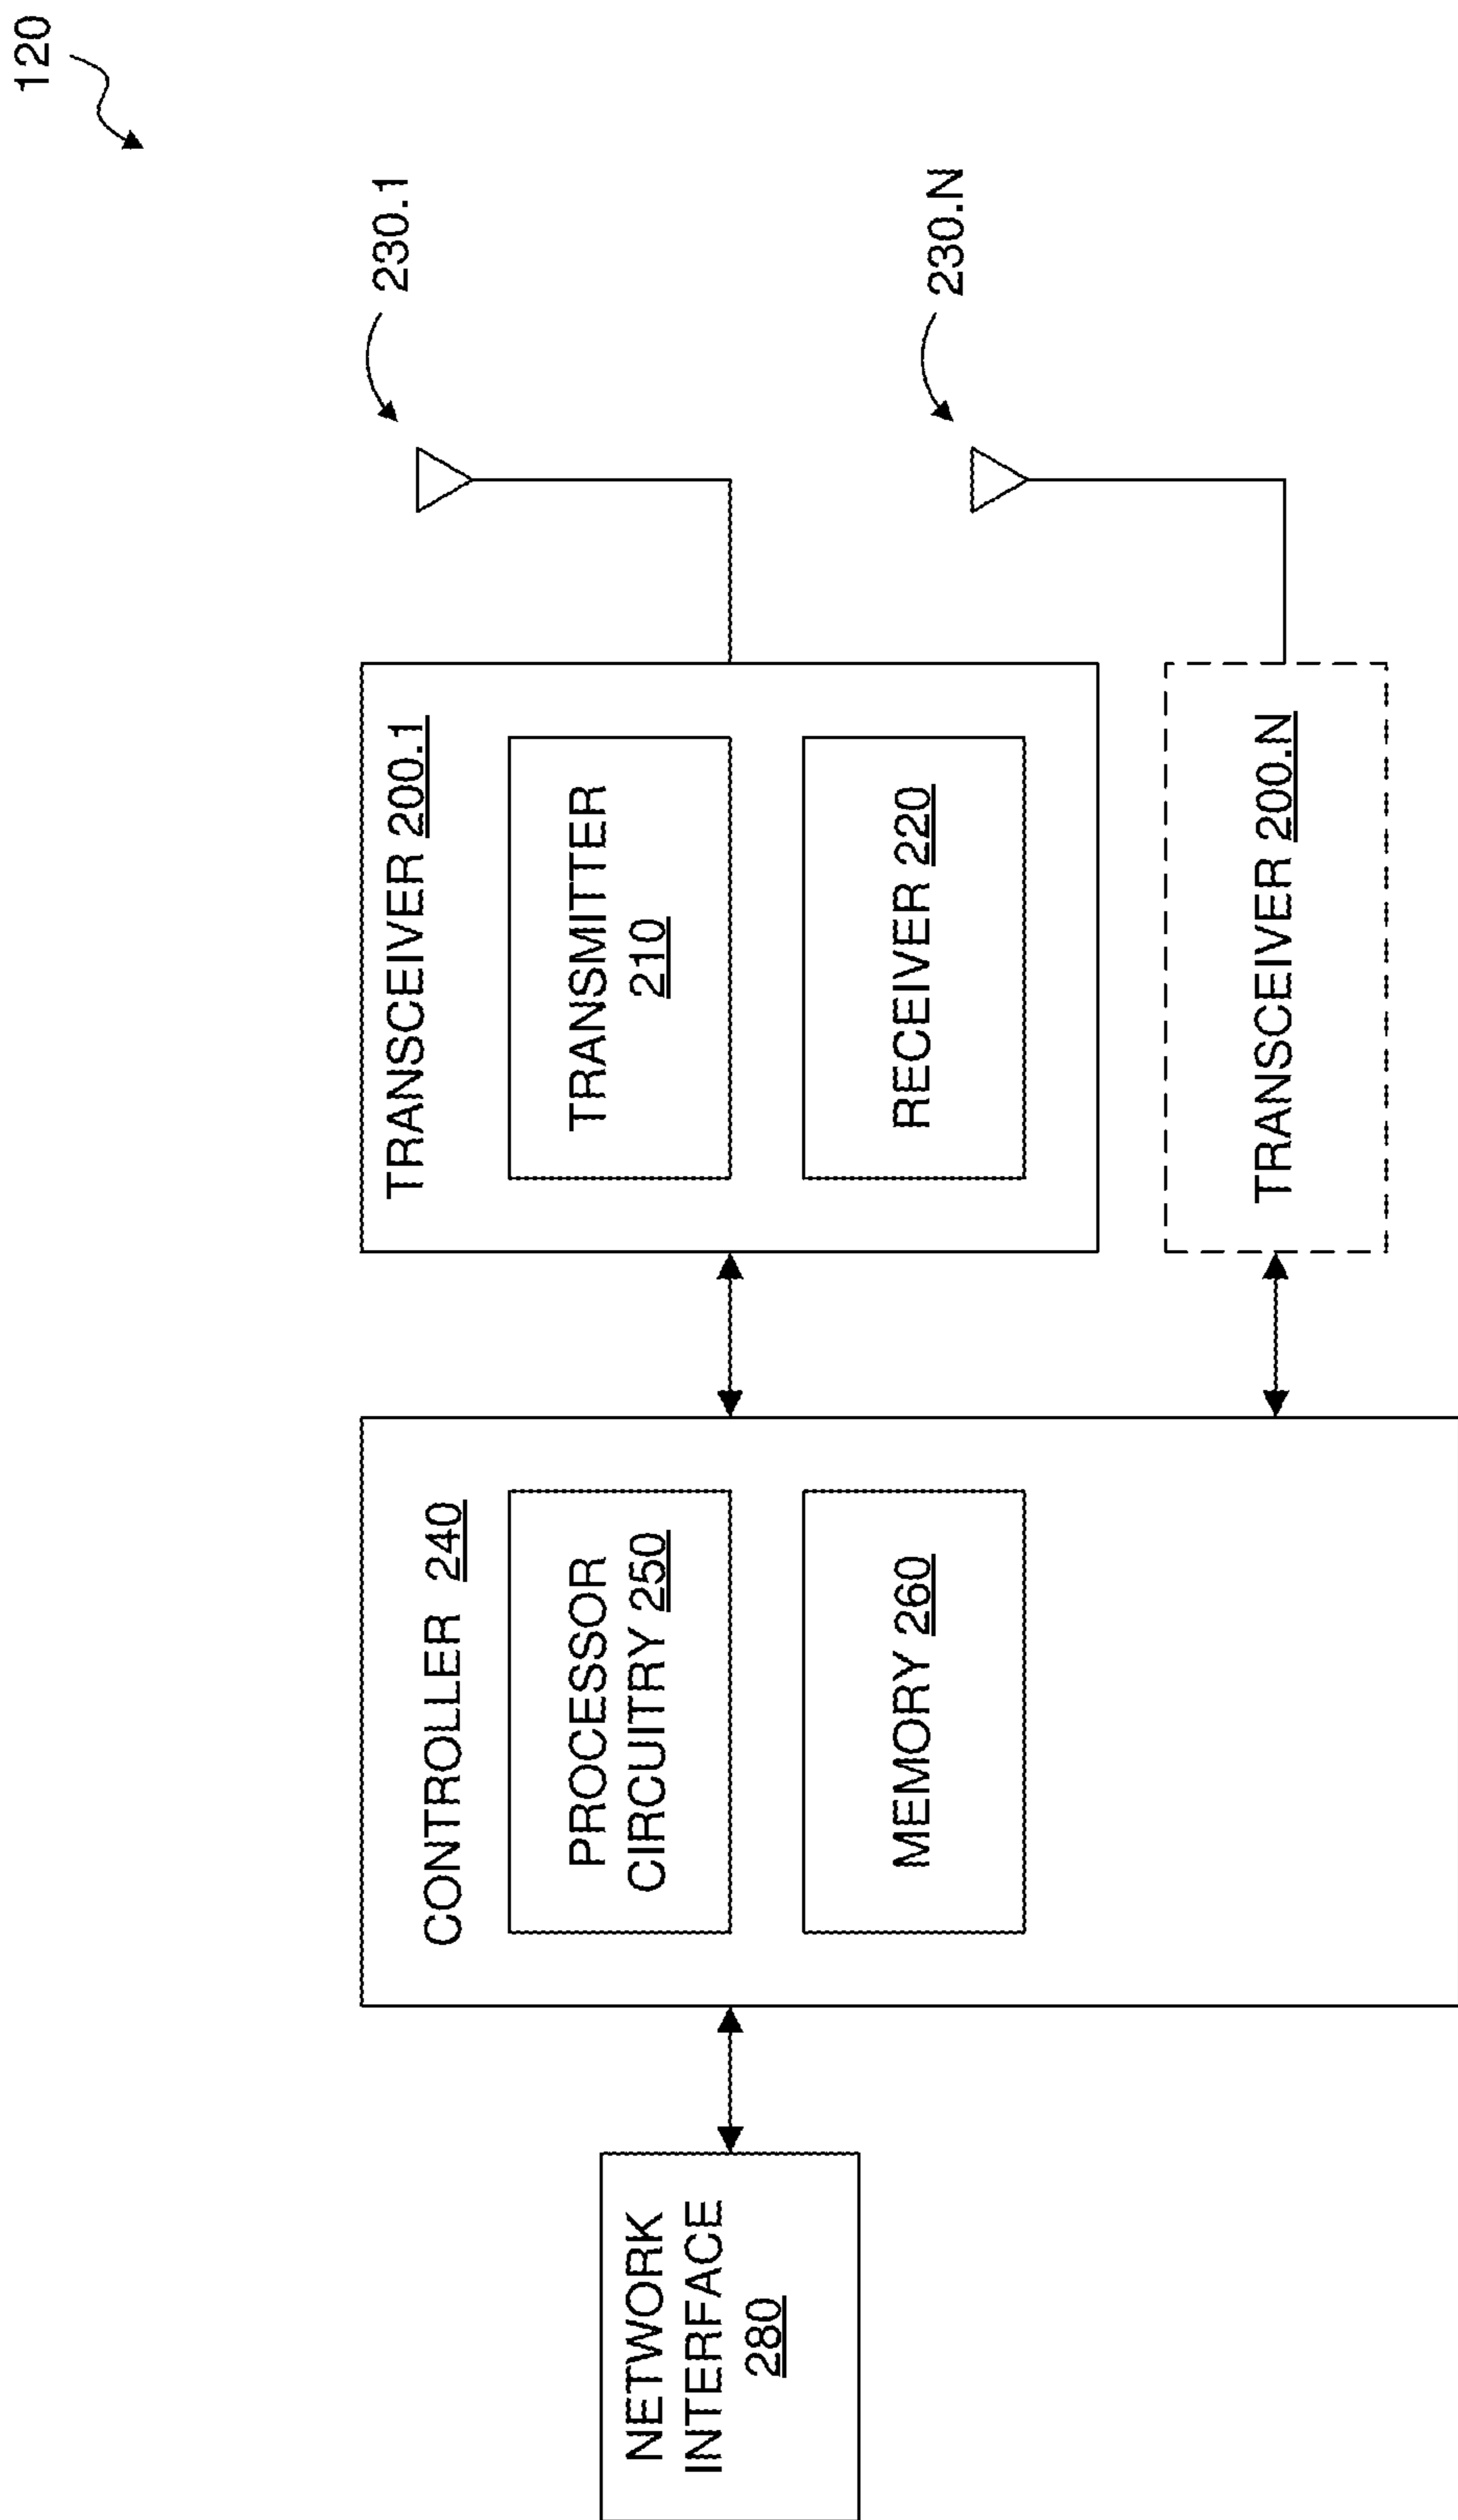 120
230.1
230.N
TRANSCEIVER 200.1
TRANSMITTER
210
RECEIVER 220
TRANSCEIVER 200.N
CONTROLLER 240
PROCESSOR
CIRCUITRY 250
MEMORY 260
NETWORK
INTERFACE
280